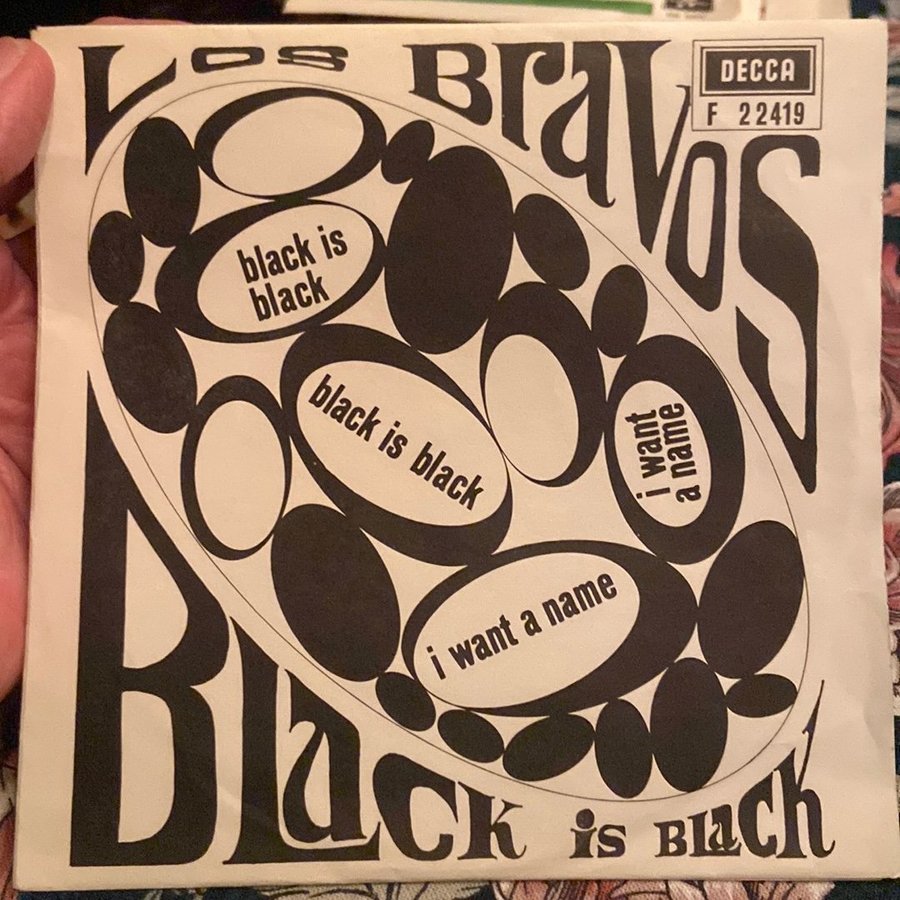 Los Bravos
DECCA
F 22419
black is
black
black is black
i want
a name
i want a name
Black is Black